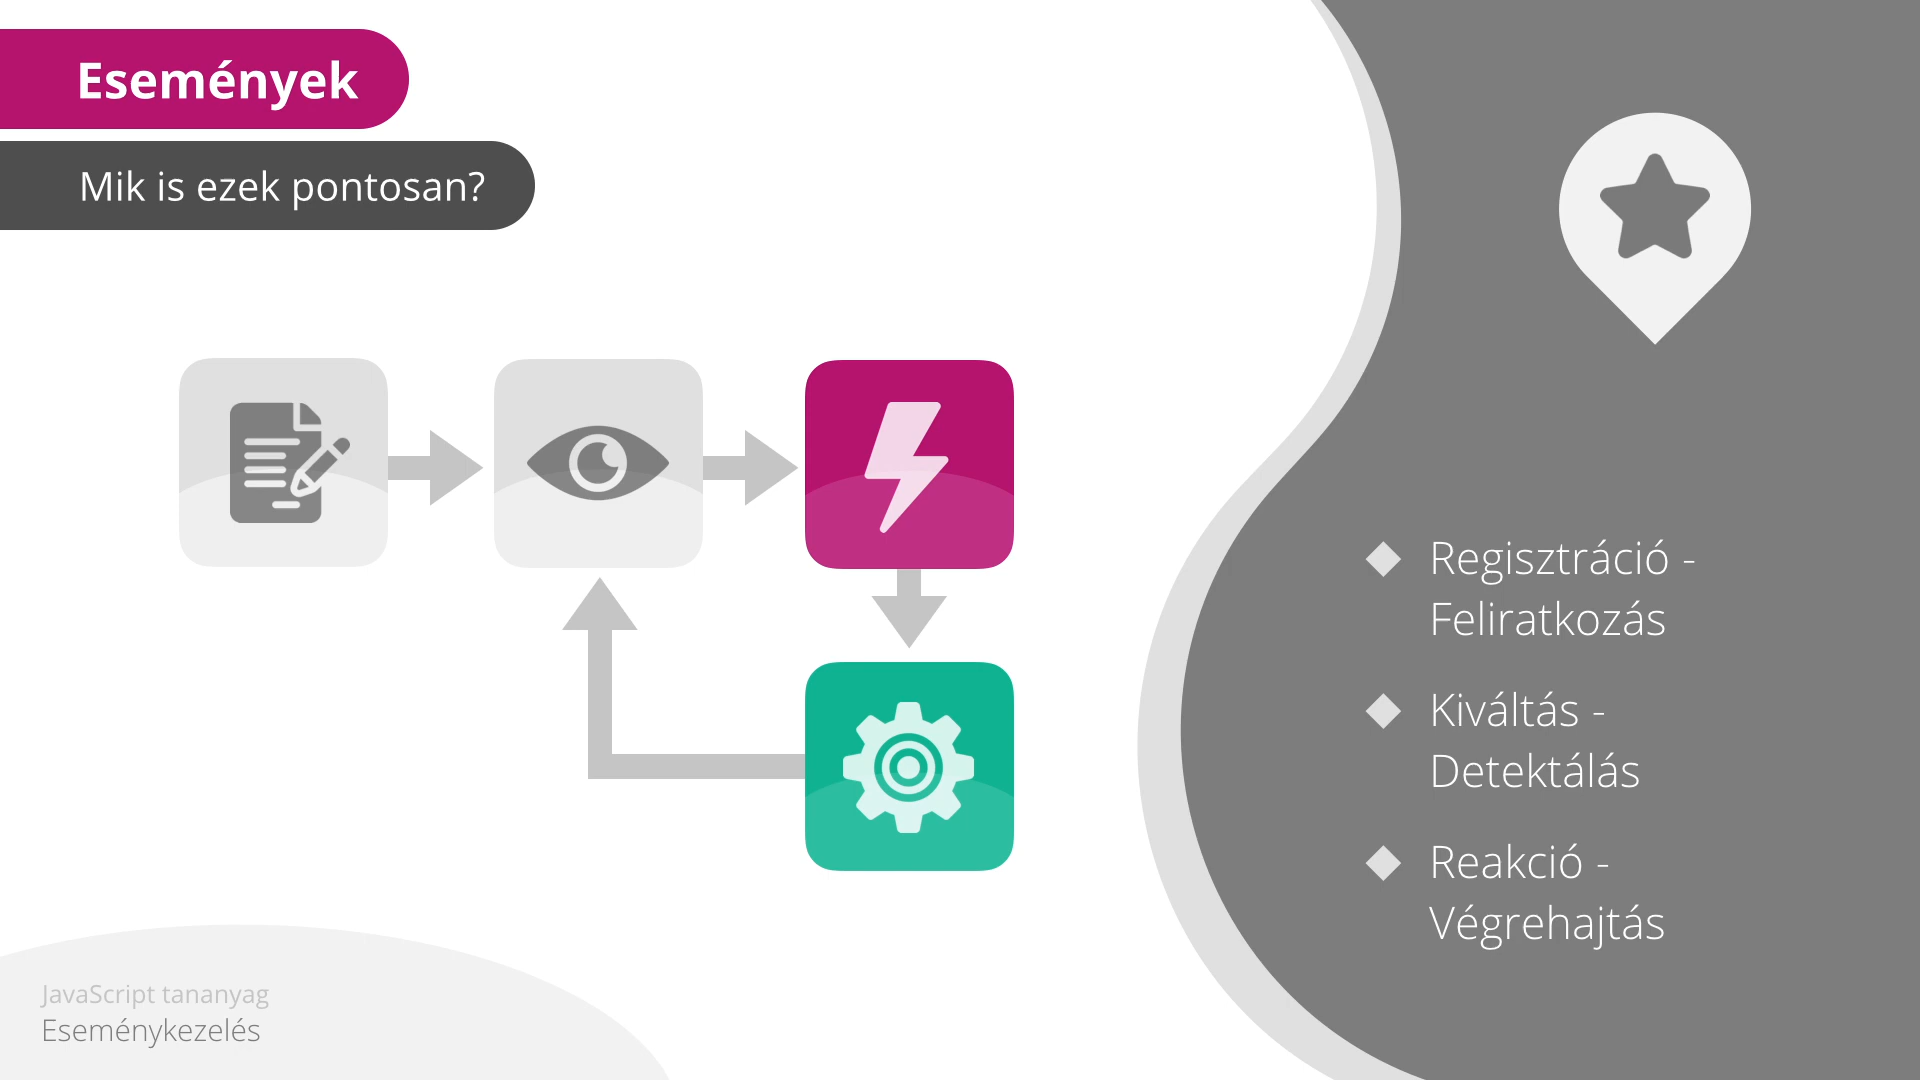 Események
Mik is ezek pontosan?
Regisztráció -
Feliratkozás
Kiváltás -
Detektálás
Reakció -
Végrehajtás
JavaScript tananyag
Eseménykezelés